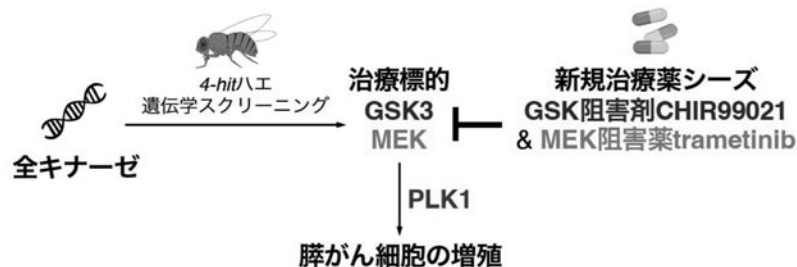 4-hitハエ
遺伝学スクリーニング
全キナーゼ
治療標的
GSK3
MEK
新規治療薬シーズ
GSK阻害剤CHIR99021
& MEK阻害薬trametinib
PLK1
膵がん細胞の増殖